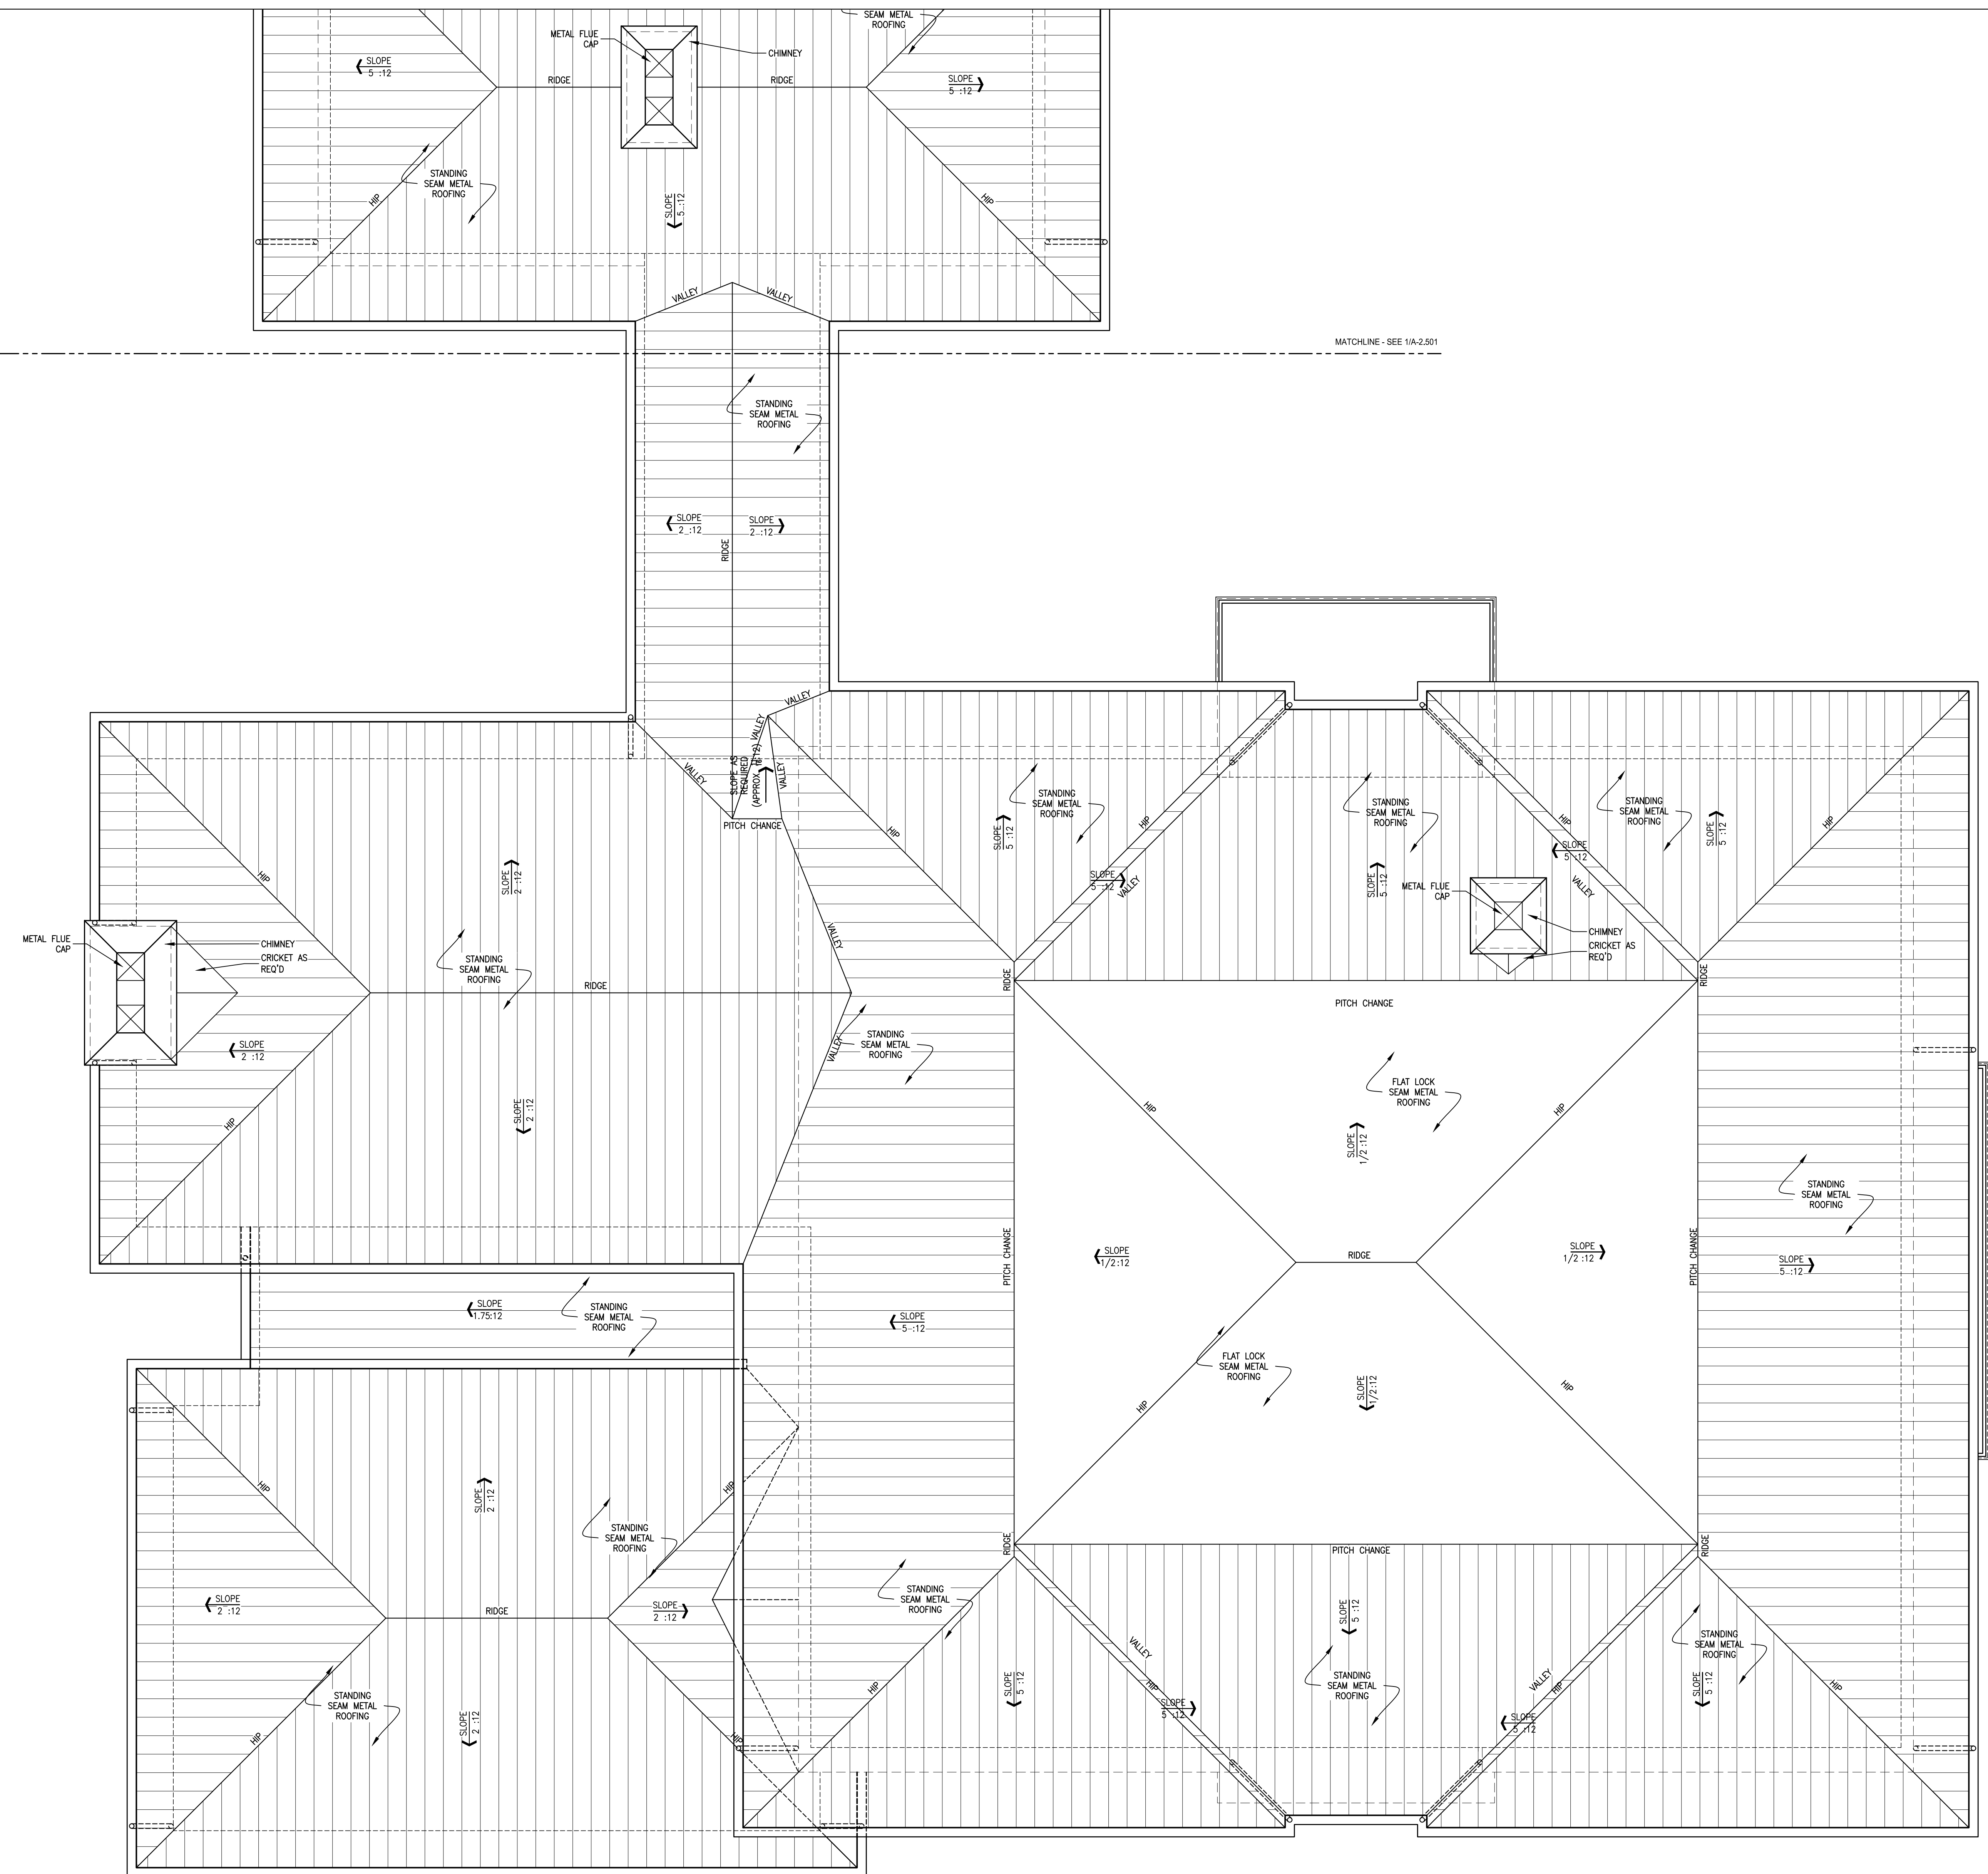 SEAM METAL
ROOFING
METAL FLUE
CAP
CHIMNEY
SLOPE
5 :12
RIDGE
RIDGE
SLOPE
5 :12
STANDING
SEAM METAL
ROOFING
HIP
SLOPE
5 :12
HIP
VALLEY
VALLEY
MATCHLINE - SEE 1/A-2.501
STANDING
SEAM METAL
ROOFING
SLOPE
2 :12
SLOPE
2 :12
RIDGE
VALLEY
VALLEY
VALLEY
SLOPE AS
REQUIRED
(APPROX.
VALLEY
PITCH CHANGE
HIP
STANDING
SEAM METAL
ROOFING
SLOPE
5 :12
HIP
STANDING
SEAM METAL
ROOFING
HIP
STANDING
SEAM METAL
ROOFING
SLOPE
5 :12
HIP
SLOPE
5 :12
SLOPE
5 :12
VALLEY
SLOPE
5 :12
METAL FLUE
CAP
VALLEY
CHIMNEY
CRICKET AS
REQ'D
HIP
SLOPE
2 :12
METAL FLUE
CAP
CHIMNEY
CRICKET AS
REQ'D
STANDING
SEAM METAL
ROOFING
RIDGE
VALLEY
RIDGE
RIDGE
PITCH CHANGE
SLOPE
2 :12
VALLEY
STANDING
SEAM METAL
ROOFING
HIP
SLOPE
2 :12
HIP
FLAT LOCK
SEAM METAL
ROOFING
HIP
SLOPE
1/2 :12
STANDING
SEAM METAL
ROOFING
PITCH CHANGE
SLOPE
1/2:12
RIDGE
SLOPE
1/2 :12
PITCH CHANGE
SLOPE
5 :12
SLOPE
1.75:12
STANDING
SEAM METAL
ROOFING
SLOPE
5 :12
FLAT LOCK
SEAM METAL
ROOFING
SLOPE
1/2:12
HIP
HIP
HIP
SLOPE
2 :12
HIP
STANDING
SEAM METAL
ROOFING
RIDGE
PITCH CHANGE
RIDGE
SLOPE
2 :12
RIDGE
SLOPE
2 :12
STANDING
SEAM METAL
ROOFING
SLOPE
5 :12
STANDING
SEAM METAL
ROOFING
VALLEY
STANDING
SEAM METAL
ROOFING
HIP
SLOPE
2 :12
HIP
HIP
SLOPE
5 :12
HIP
SLOPE
5 :12
STANDING
SEAM METAL
ROOFING
VALLEY
HIP
SLOPE
5 :12
SLOPE
5 :12
HIP